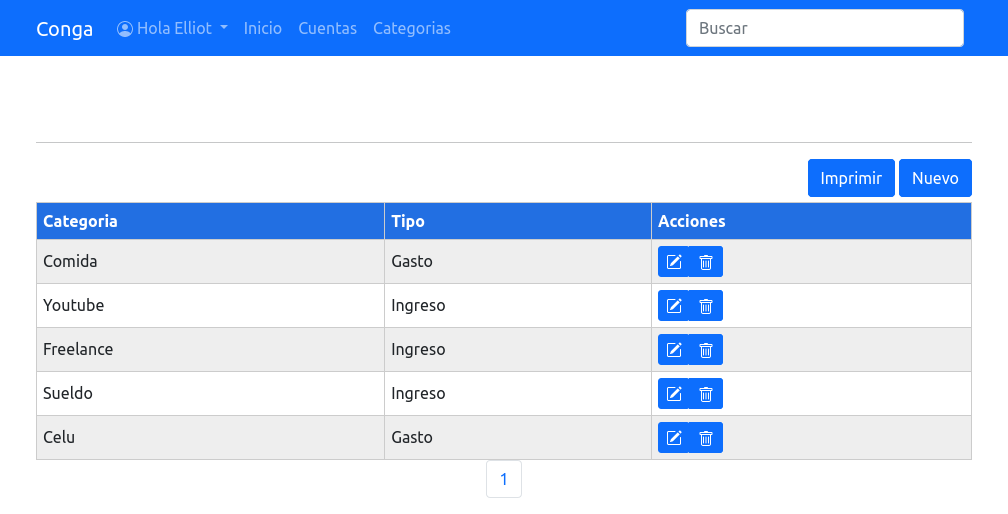 Conga Hola Elliot Inicio Cuentas Categorias Buscar
Imprimir Nuevo
Categoria Tipo Acciones
Comida Gasto
Youtube Ingreso
Freelance Ingreso
Sueldo Ingreso
Celu Gasto
1